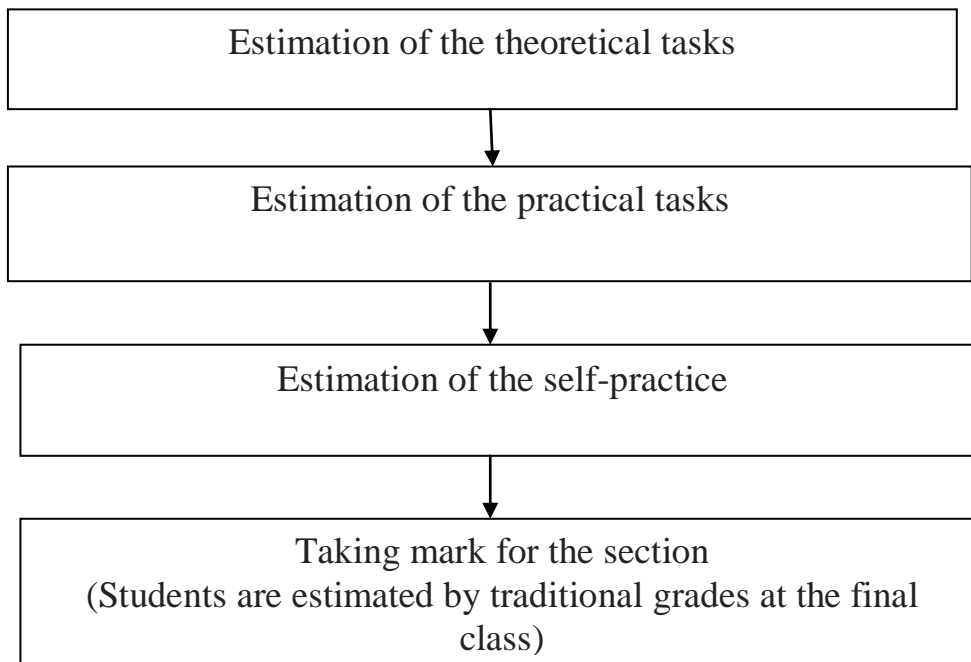 Estimation of the theoretical tasks
Estimation of the practical tasks
Estimation of the self-practice
Taking mark for the section
(Students are estimated by traditional grades at the final
class)